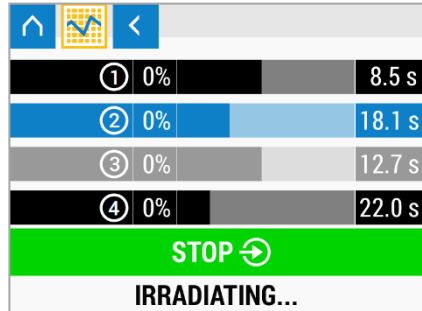 1 0% 8.5 s
2 0% 18.1 s
3 0% 12.7 s
4 0% 22.0 s
STOP
IRRADIATING...